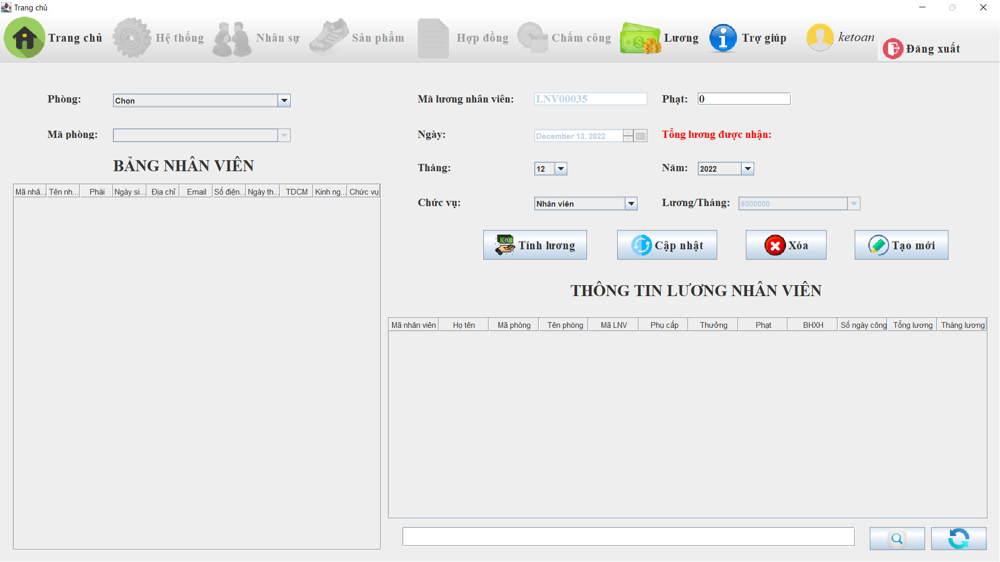 Trang chủ
Trang chủ Hệ thống Nhân sự Sản phẩm Hợp đồng Chấm công Lương Trợ giúp ketoan Đăng xuất
Phòng: Chọn
Mã phòng:
BẢNG NHÂN VIÊN
Mã nhâ... Tên nh... Phái Ngày si... Địa chỉ Email Số điện... Ngày th... TDCM Kinh ng... Chức vụ
Mã lương nhân viên: LNV00035 Phạt: 0
Ngày: December 13, 2022 Tổng lương được nhận:
Tháng: 12 Năm: 2022
Chức vụ: Nhân viên Lương/Tháng: 8000000
Tính lương Cập nhật Xóa Tạo mới
THÔNG TIN LƯƠNG NHÂN VIÊN
Mã nhân viên Họ tên Mã phòng Tên phòng Mã LNV Phụ cấp Thưởng Phạt BHXH Số ngày công Tổng lương Tháng lương